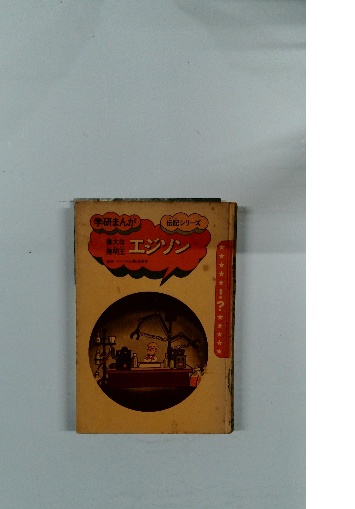 学研まんが
伝記シリーズ
偉大な
発明王
エジソン
!?